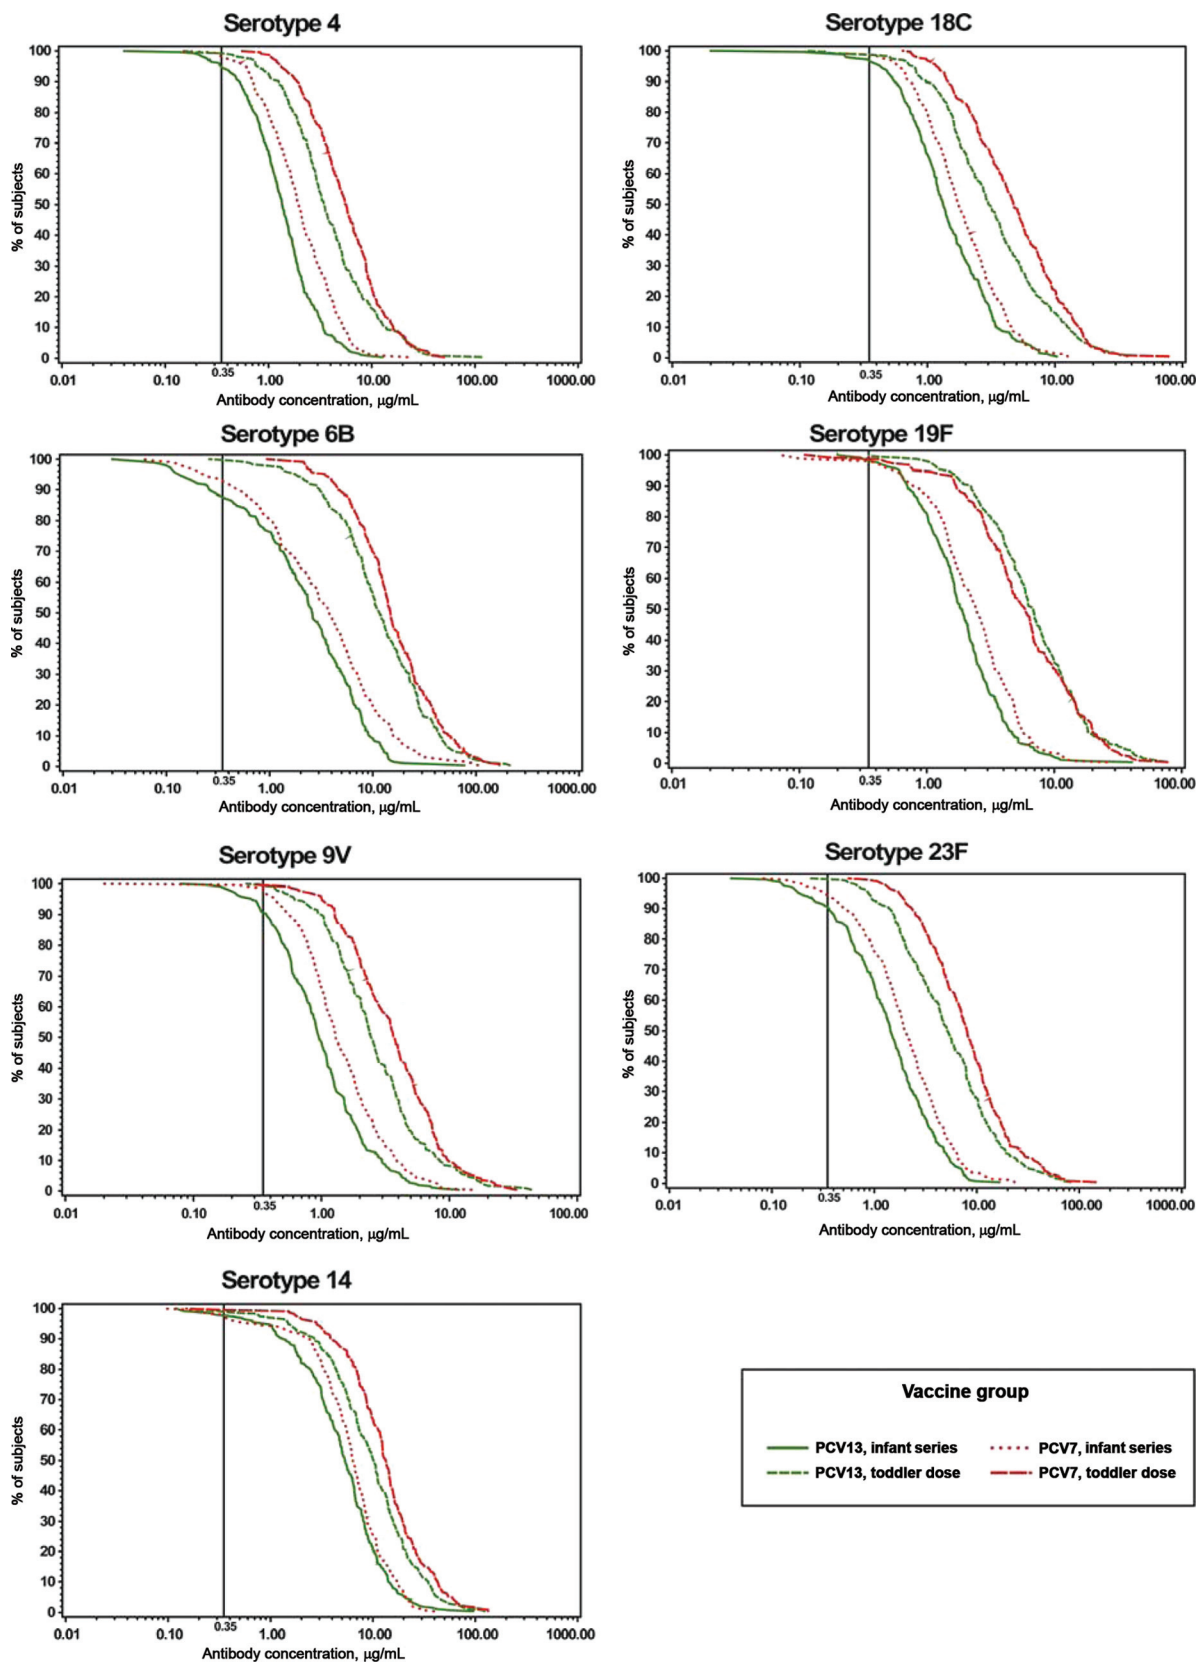 Serotype 4
% of subjects
100
90
80
70
60
50
40
30
20
10
0
0.01 0.10 0.35 1.00 10.00 100.00 1000.00
Antibody concentration, µg/mL
Serotype 18C
% of subjects
100
90
80
70
60
50
40
30
20
10
0
0.01 0.10 0.35 1.00 10.00 100.00
Antibody concentration, µg/mL
Serotype 6B
% of subjects
100
90
80
70
60
50
40
30
20
10
0
0.01 0.10 0.35 1.00 10.00 100.00 1000.00
Antibody concentration, µg/mL
Serotype 19F
% of subjects
100
90
80
70
60
50
40
30
20
10
0
0.01 0.10 0.35 1.00 10.00 100.00
Antibody concentration, µg/mL
Serotype 9V
% of subjects
100
90
80
70
60
50
40
30
20
10
0
0.01 0.10 0.35 1.00 10.00 100.00
Antibody concentration, µg/mL
Serotype 23F
% of subjects
100
90
80
70
60
50
40
30
20
10
0
0.01 0.10 0.35 1.00 10.00 100.00 1000.00
Antibody concentration, µg/mL
Serotype 14
% of subjects
100
90
80
70
60
50
40
30
20
10
0
0.01 0.10 0.35 1.00 10.00 100.00 1000.00
Antibody concentration, µg/mL
Vaccine group
PCV13, infant series PCV7, infant series
PCV13, toddler dose PCV7, toddler dose